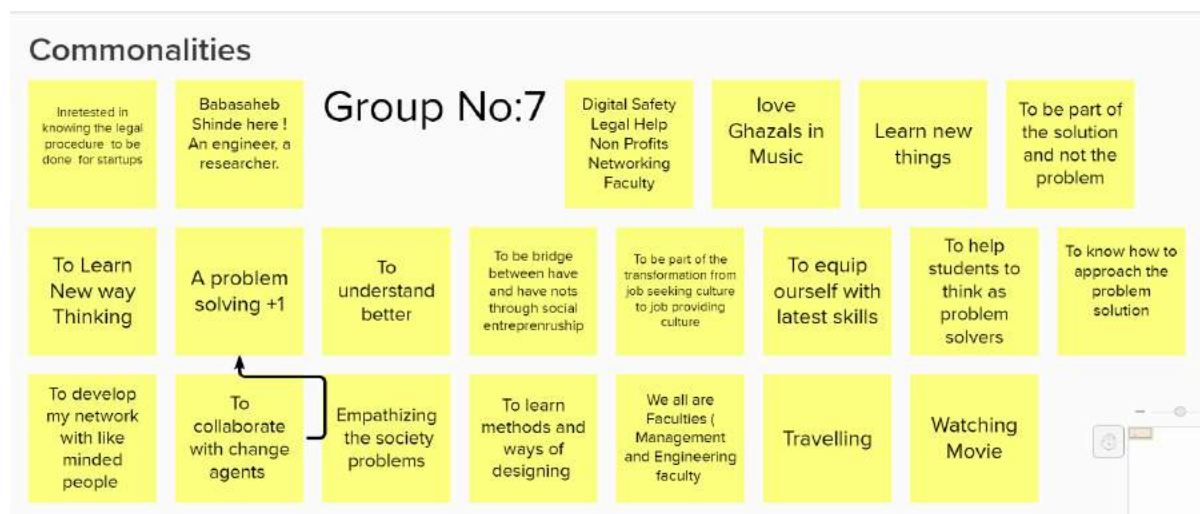 Commonalities
Inretested in
knowing the legal
procedure to be
done for startups
Babasaheb
Shinde here !
An engineer, a
researcher.
Group No:7
Digital Safety
Legal Help
Non Profits
Networking
Faculty
love
Ghazals in
Music
Learn new
things
To be part of
the solution
and not the
problem
To Learn
New way
Thinking
A problem
solving +1
To
understand
better
To be bridge
between have
and have nots
through social
entreprenruship
To be part of the
transformation from
job seeking culture
to job providing
culture
To equip
ourself with
latest skills
To help
students to
think as
problem
solvers
To know how to
approach the
problem
solution
To develop
my network
with like
minded
people
To
collaborate
with change
agents
Empathizing
the society
problems
To learn
methods and
ways of
designing
We all are
Faculties (
Management
and Engineering
faculty
Travelling
Watching
Movie